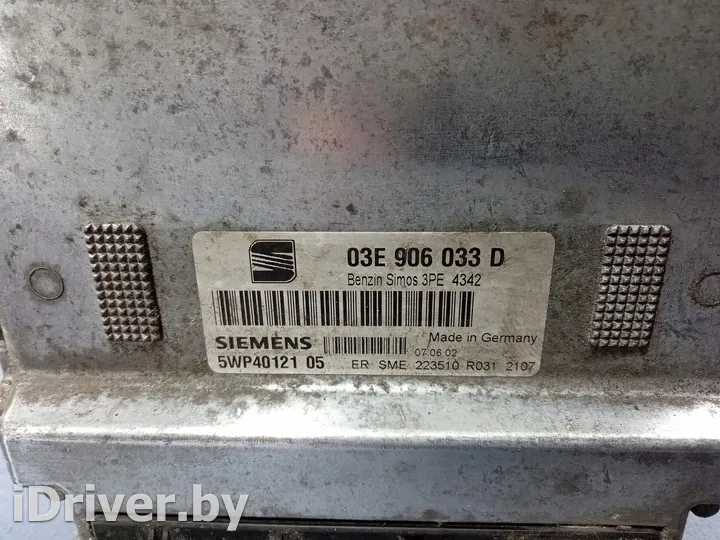 03E 906 033 D
Benzin Simos 3PE 4342
SIEMENS
Made in Germany
07.06.02
5WP40121 05
ER SME 223510 R031 2107
iDriver.by